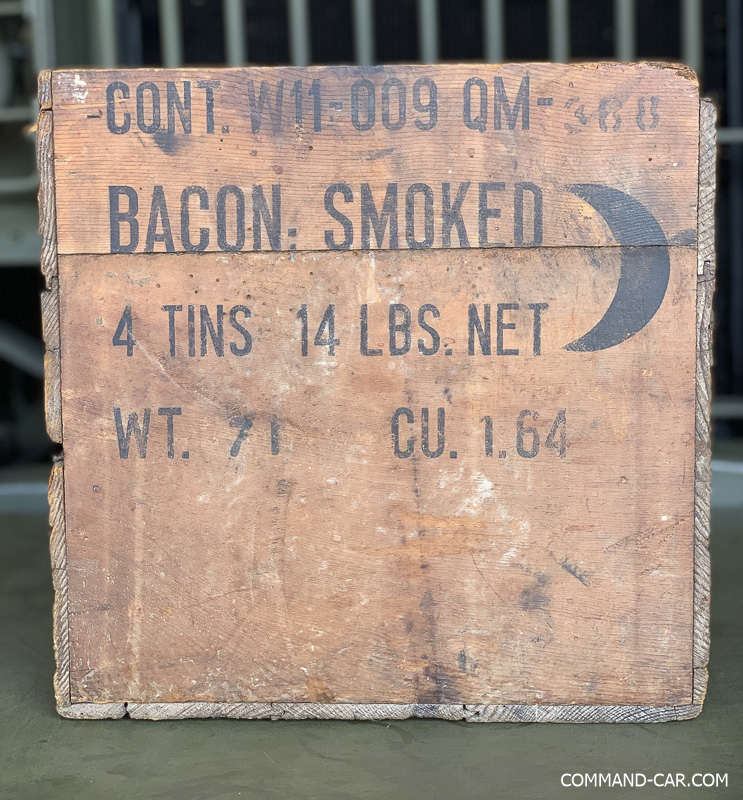 CONT. W11-009 QM-388
BACON: SMOKED
4 TINS 14 LBS. NET
WT. 71 CU. 1.64
COMMAND-CAR.COM